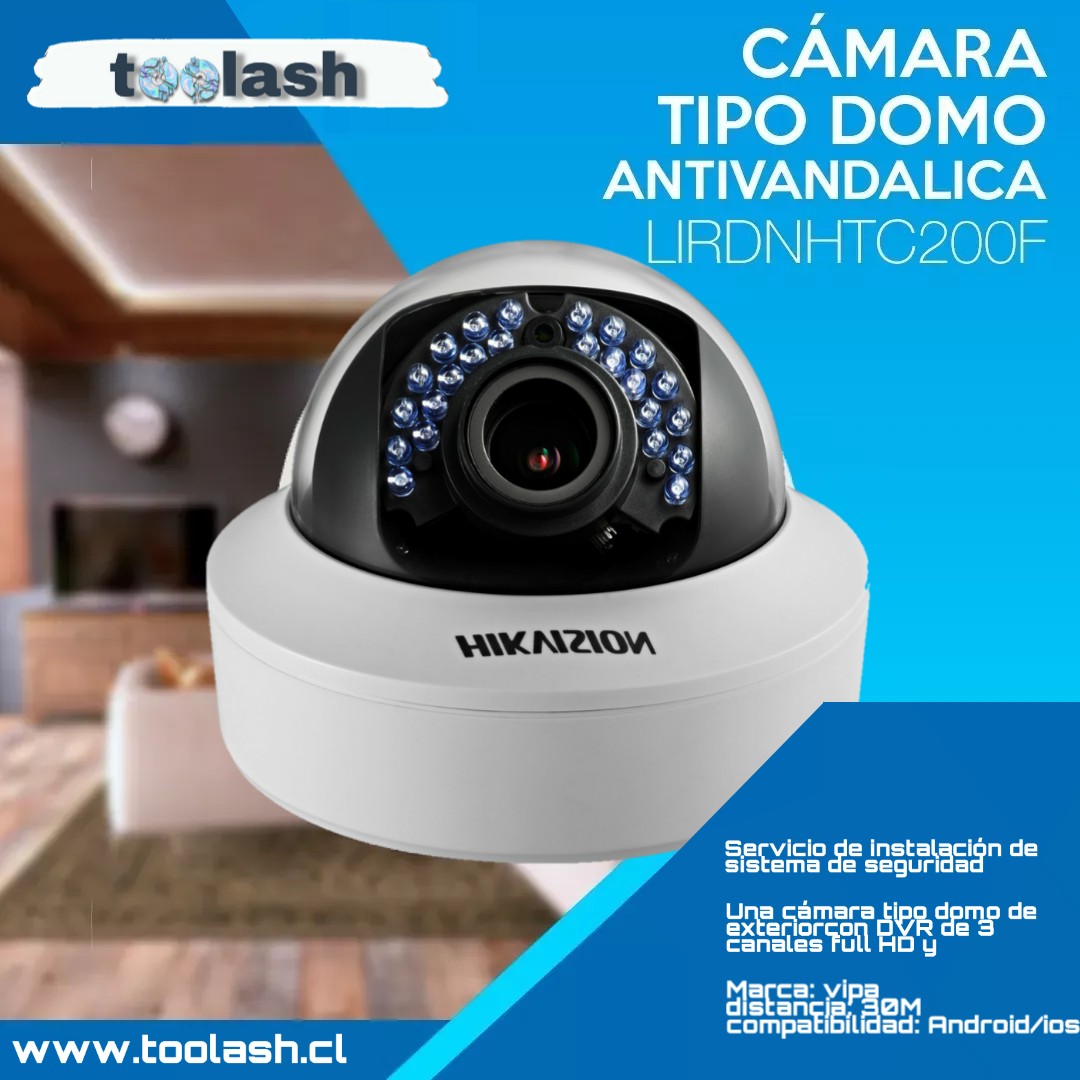 toolash
CÁMARA
TIPO DOMO
ANTIVANDALICA
LIRDNHTC200F
HIKVISION
Servicio de instalación de
sistema de seguridad
Una cámara tipo domo de
exteriorcon DVR de 3
canales full HD y
Marca: vipa
distancia, 30M
compatibilidad: Android/ios
www.toolash.cl